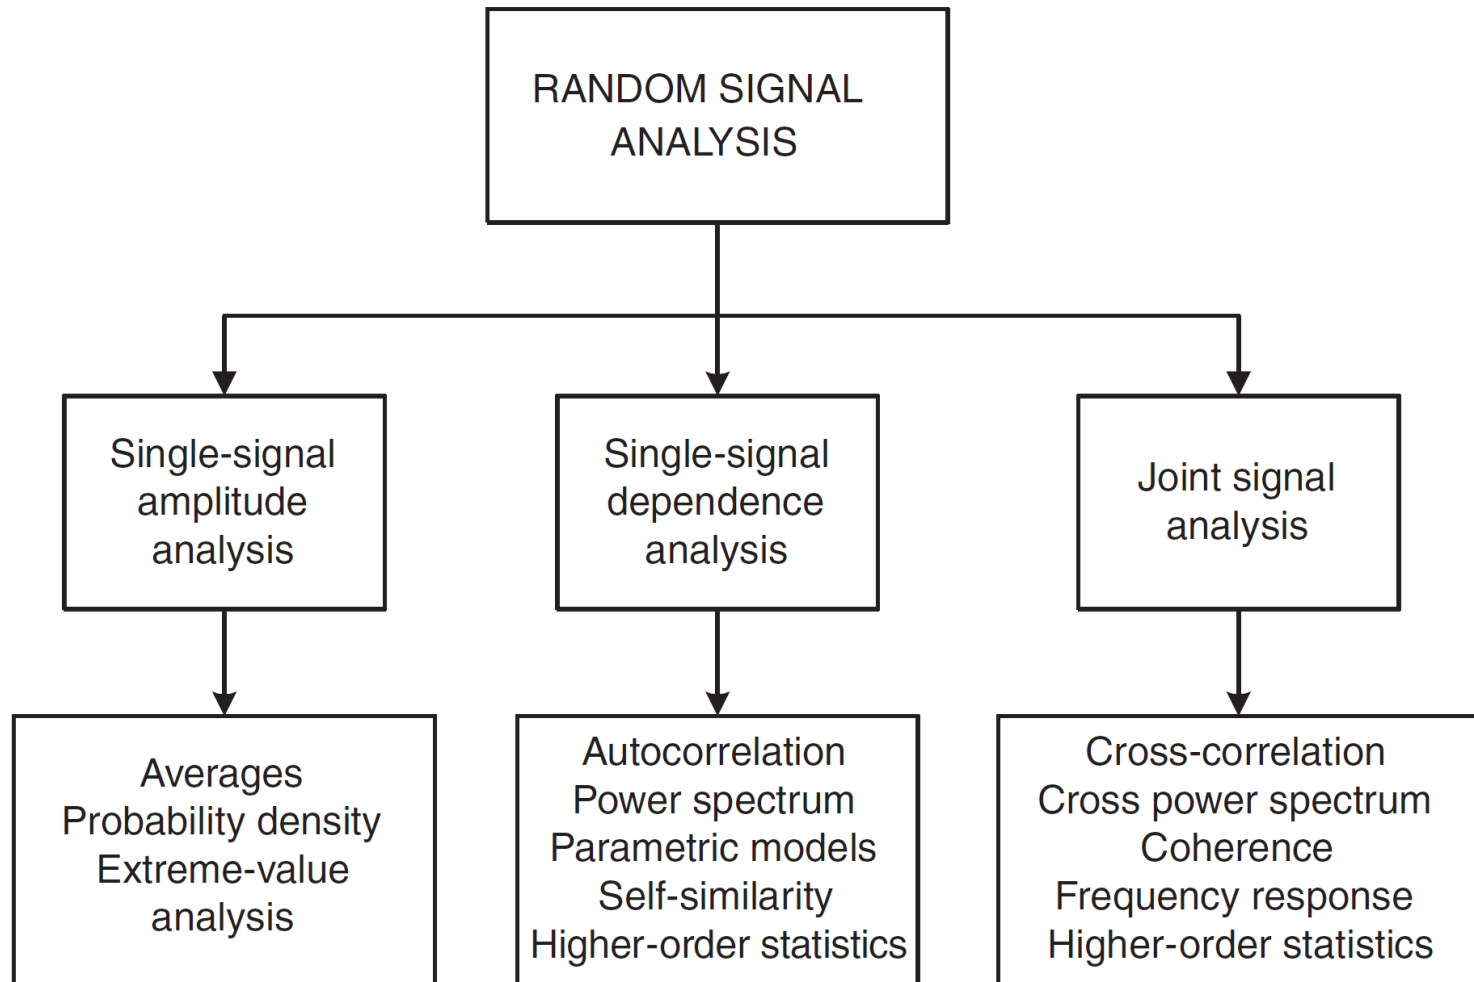 RANDOM SIGNAL
ANALYSIS
Single-signal
amplitude
analysis
Single-signal
dependence
analysis
Joint signal
analysis
Averages
Probability density
Extreme-value
analysis
Autocorrelation
Power spectrum
Parametric models
Self-similarity
Higher-order statistics
Cross-correlation
Cross power spectrum
Coherence
Frequency response
Higher-order statistics